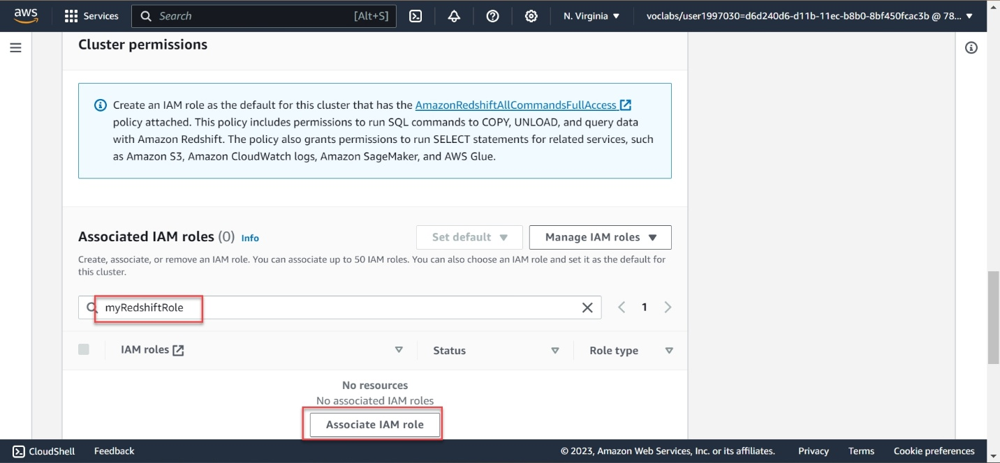 aws
Services
Search
[Alt+S]
N. Virginia
voclabs/user1997030=d6d240d6-d11b-11ec-b8b0-8bf450fcac3b @ 78...
Cluster permissions
Create an IAM role as the default for this cluster that has the AmazonRedshiftAllCommandsFullAccess
policy attached. This policy includes permissions to run SQL commands to COPY, UNLOAD, and query data
with Amazon Redshift. The policy also grants permissions to run SELECT statements for related services, such
as Amazon S3, Amazon CloudWatch logs, Amazon SageMaker, and AWS Glue.
Associated IAM roles (0) Info
Set default
Manage IAM roles
Create, associate, or remove an IAM role. You can associate up to 50 IAM roles. You can also choose an IAM role and set it as the default for
this cluster.
myRedshiftRole
1
IAM roles
Status
Role type
No resources
No associated IAM roles
Associate IAM role
CloudShell
Feedback
© 2023, Amazon Web Services, Inc. or its affiliates.
Privacy
Terms
Cookie preferences